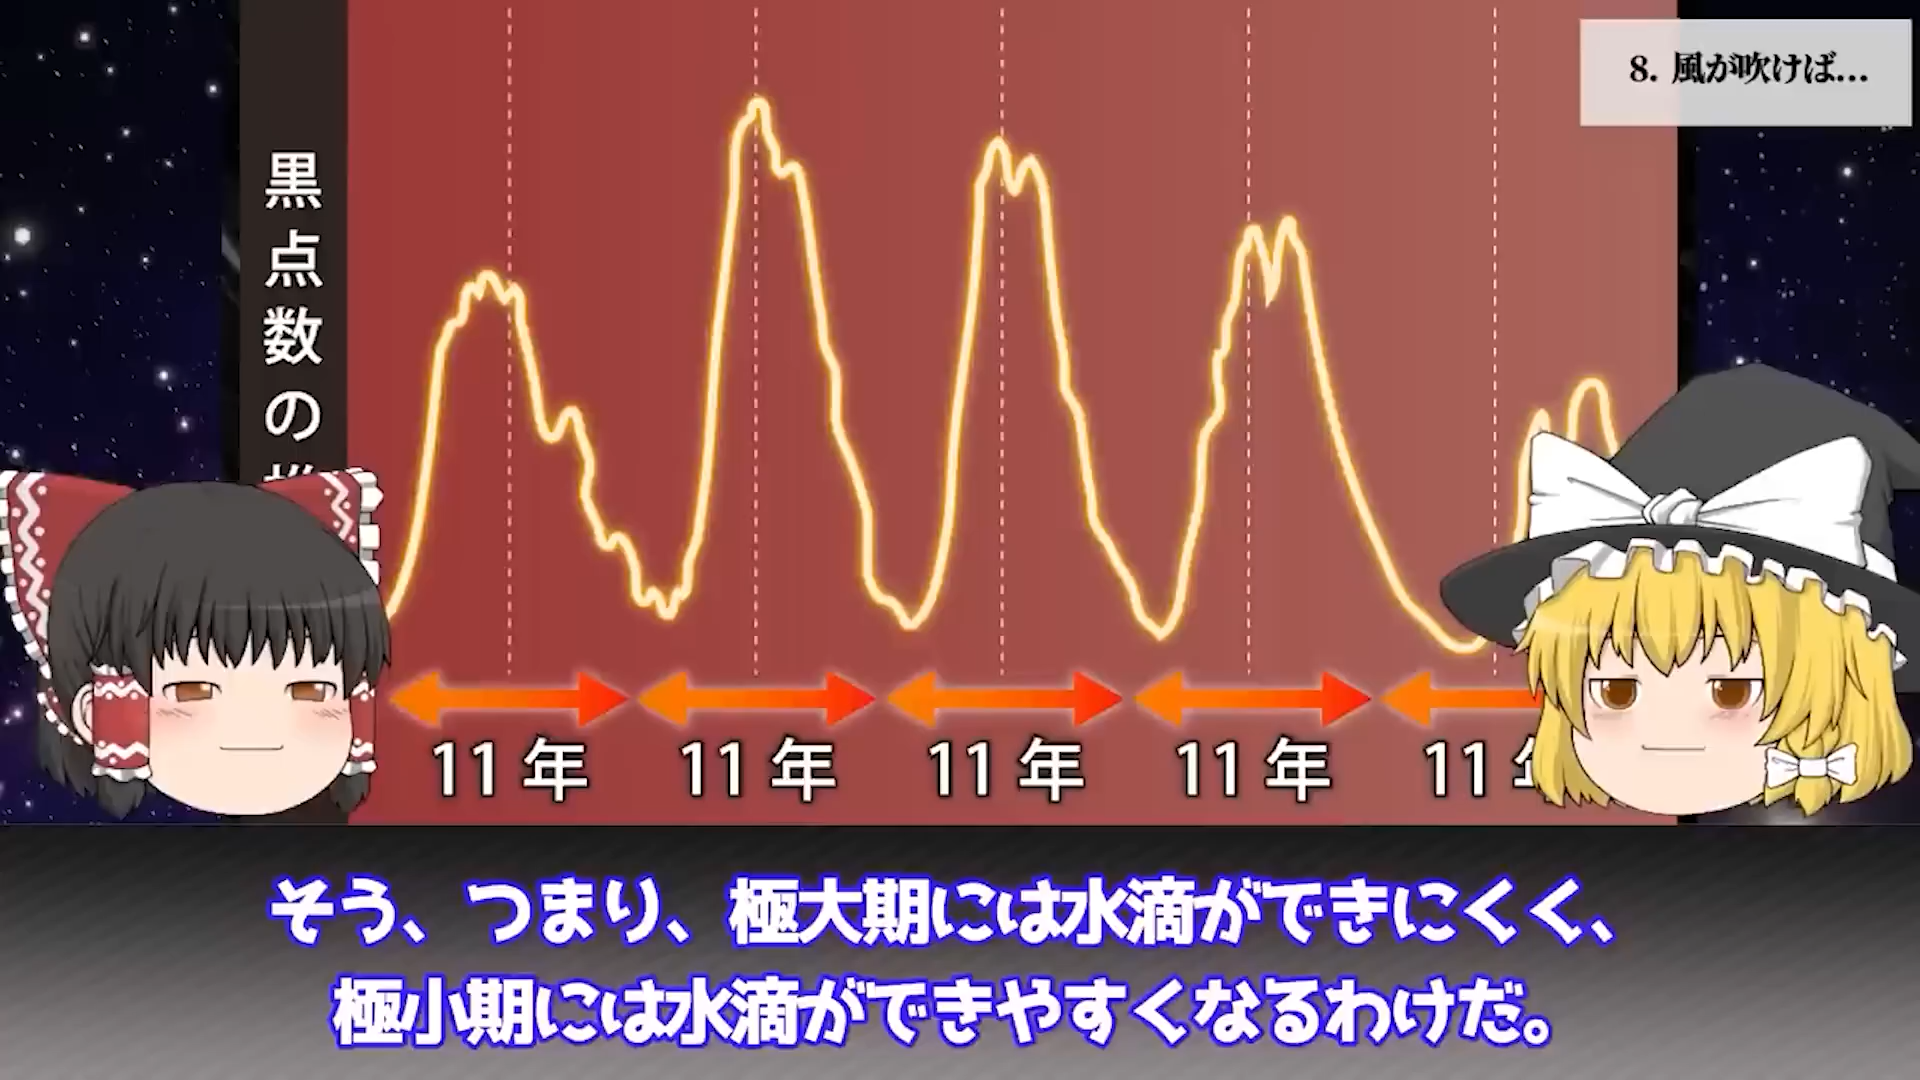 8. 風が吹けば…
黒点数の
11年
11年
11年
11年
11
そう、つまり、極大期には水滴ができにくく、
極小期には水滴ができやすくなるわけだ。